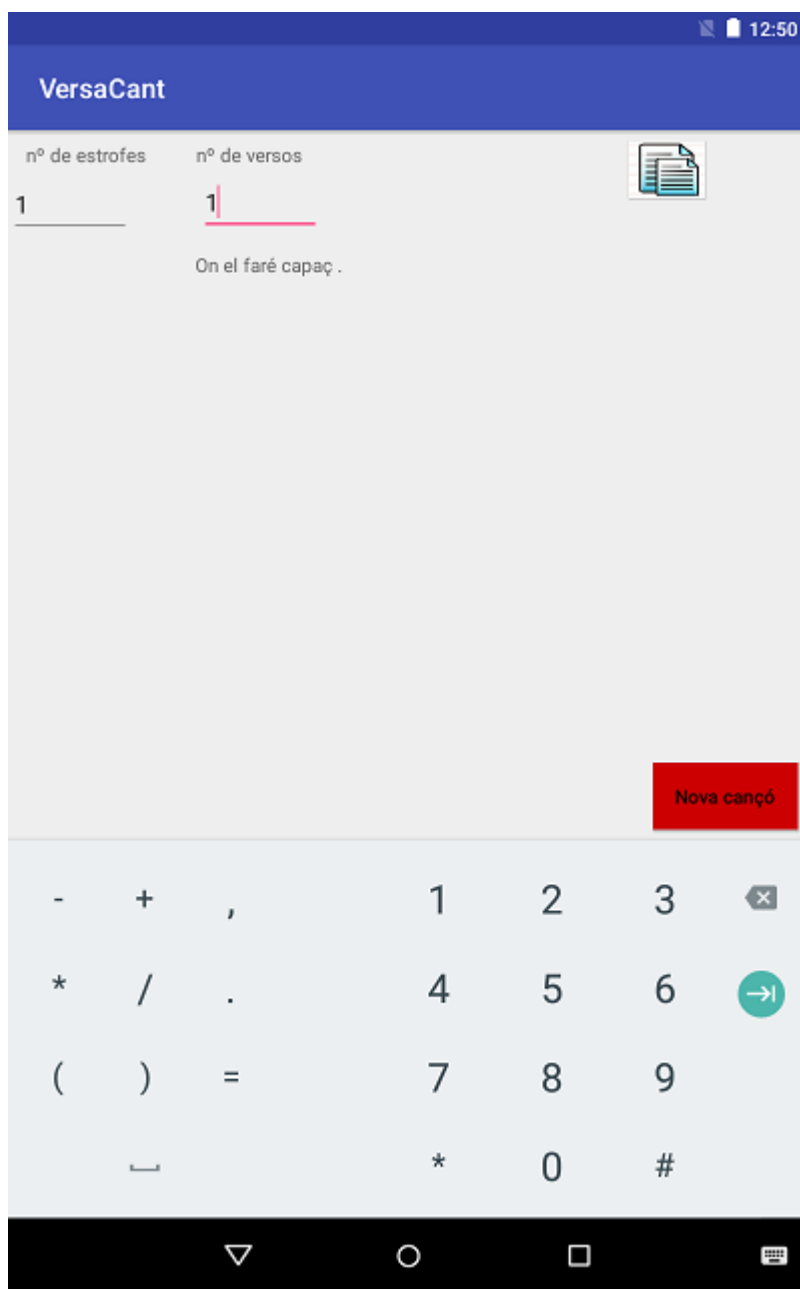 12:50
VersaCant
nº de estrofes nº de versos
1 1
On el faré capaç .
Nova cançó
- + , 1 2 3
* / . 4 5 6
( ) = 7 8 9
* 0 #